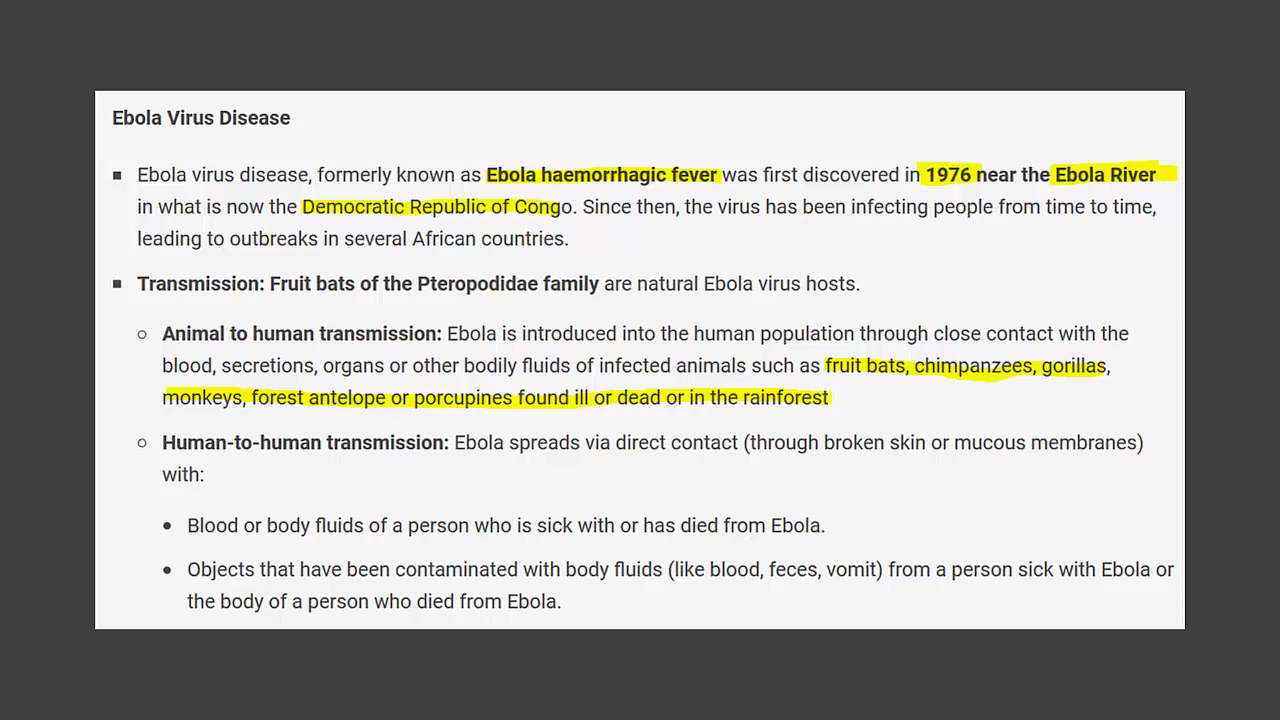 Ebola Virus Disease
▪ Ebola virus disease, formerly known as Ebola haemorrhagic fever was first discovered in 1976 near the Ebola River
in what is now the Democratic Republic of Congo. Since then, the virus has been infecting people from time to time,
leading to outbreaks in several African countries.
▪ Transmission: Fruit bats of the Pteropodidae family are natural Ebola virus hosts.
○ Animal to human transmission: Ebola is introduced into the human population through close contact with the
blood, secretions, organs or other bodily fluids of infected animals such as fruit bats, chimpanzees, gorillas,
monkeys, forest antelope or porcupines found ill or dead or in the rainforest
○ Human-to-human transmission: Ebola spreads via direct contact (through broken skin or mucous membranes)
with:
• Blood or body fluids of a person who is sick with or has died from Ebola.
• Objects that have been contaminated with body fluids (like blood, feces, vomit) from a person sick with Ebola or
the body of a person who died from Ebola.